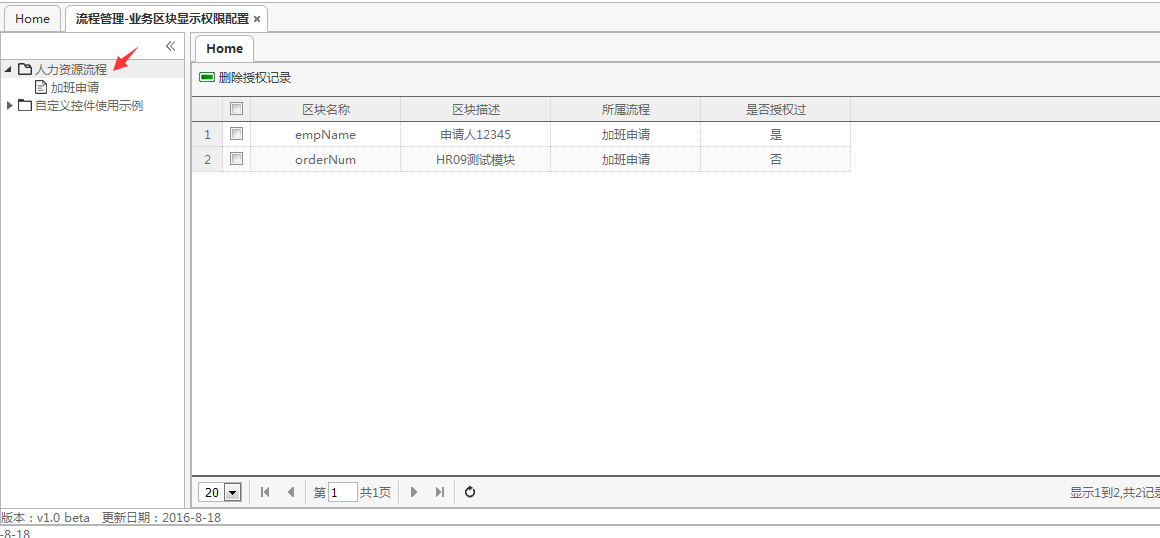 Home 流程管理-业务区块显示权限配置
人力资源流程
加班申请
自定义控件使用示例
Home
删除授权记录
区块名称 区块描述 所属流程 是否授权过
1 empName 申请人12345 加班申请 是
2 orderNum HR09测试模块 加班申请 否
20 第 1 共1页 显示1到2,共2记录
版本：v1.0 beta 更新日期：2016-8-18
-8-18